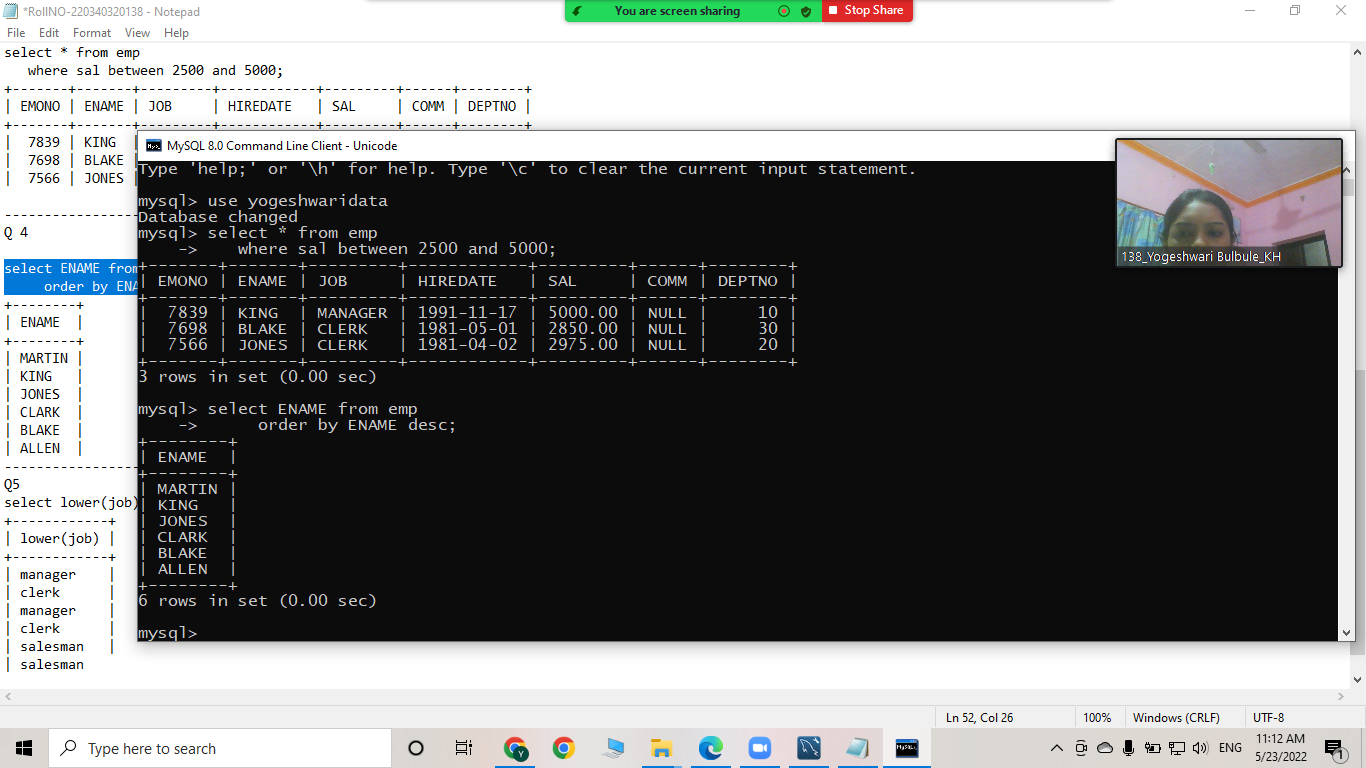 *RollNO-220340320138 - Notepad
You are screen sharing
Stop Share
File Edit Format View Help
select * from emp
where sal between 2500 and 5000;
+-------+-------+---------+------------+---------+------+--------+
| EMONO | ENAME | JOB | HIREDATE | SAL | COMM | DEPTNO |
+-------+-------+---------+------------+---------+------+--------+
| 7839 | KING
| 7698 | BLAKE
| 7566 | JONES
-----------------
Q 4
select ENAME from
order by ENA
+--------+
| ENAME |
+--------+
| MARTIN |
| KING |
| JONES |
| CLARK |
| BLAKE |
| ALLEN |
-----------------
Q5
select lower(job)
+------------+
| lower(job) |
+------------+
| manager |
| clerk |
| manager |
| clerk |
| salesman |
| salesman
MySQL 8.0 Command Line Client - Unicode
Type 'help;' or '\h' for help. Type '\c' to clear the current input statement.
mysql> use yogeshwaridata
Database changed
mysql> select * from emp
-> where sal between 2500 and 5000;
+-------+-------+---------+------------+---------+------+--------+
| EMONO | ENAME | JOB | HIREDATE | SAL | COMM | DEPTNO |
+-------+-------+---------+------------+---------+------+--------+
| 7839 | KING | MANAGER | 1991-11-17 | 5000.00 | NULL | 10 |
| 7698 | BLAKE | CLERK | 1981-05-01 | 2850.00 | NULL | 30 |
| 7566 | JONES | CLERK | 1981-04-02 | 2975.00 | NULL | 20 |
+-------+-------+---------+------------+---------+------+--------+
3 rows in set (0.00 sec)
mysql> select ENAME from emp
-> order by ENAME desc;
+--------+
| ENAME |
+--------+
| MARTIN |
| KING |
| JONES |
| CLARK |
| BLAKE |
| ALLEN |
+--------+
6 rows in set (0.00 sec)
mysql>
138_Yogeshwari Bulbule_KH
Ln 52, Col 26 100% Windows (CRLF) UTF-8
Type here to search
Y
MySQL
ENG
11:12 AM
5/23/2022
1